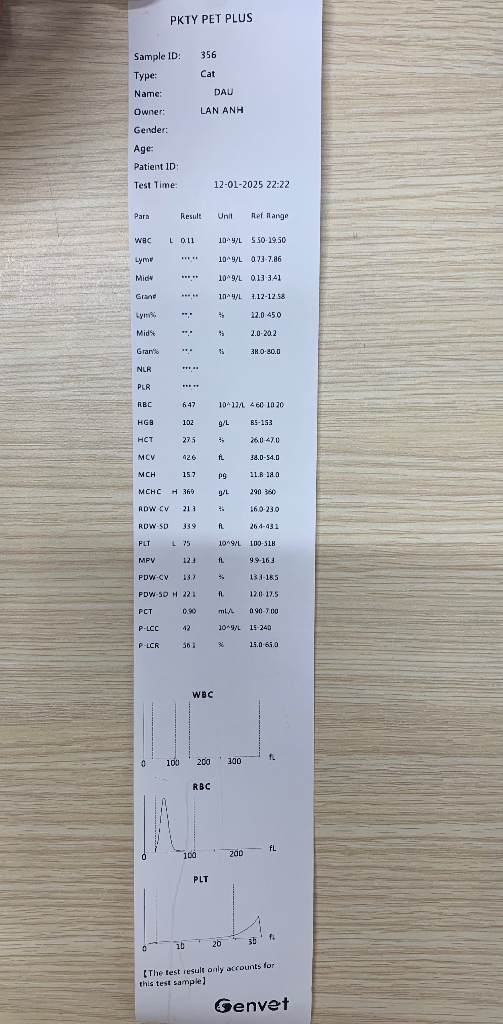 PKTY PET PLUS
Sample ID: 356
Type: Cat
Name: DAU
Owner: LAN ANH
Gender:
Age:
Patient ID:
Test Time: 12-01-2025 22:22
Para Result Unit Ref. Range
WBC L 0.11 10^9/L 5.50-19.50
Lym# ***.** 10^9/L 0.73-7.86
Mid# ***.** 10^9/L 0.13-3.41
Gran# ***.** 10^9/L 3.12-12.58
Lym% **.* % 12.0-45.0
Mid% **.* % 2.0-20.2
Gran% **.* % 38.0-80.0
NLR ***.**
PLR ***.**
RBC 6.47 10^12/L 4.60-10.20
HGB 102 g/L 85-153
HCT 27.5 % 26.0-47.0
MCV 42.6 fL 38.0-54.0
MCH 15.7 pg 11.8-18.0
MCHC H 369 g/L 290-360
RDW-CV 21.3 % 16.0-23.0
RDW-SD 33.9 fL 26.4-43.1
PLT L 75 10^9/L 100-518
MPV 12.3 fL 9.9-16.3
PDW-CV 13.7 % 13.3-18.5
PDW-SD H 22.1 fL 12.0-17.5
PCT 0.90 mL/L 0.90-7.00
P-LCC 42 10^9/L 15-240
P-LCR 56.1 % 15.0-65.0
WBC
0 100 200 300 fL
RBC
0 100 200 fL
PLT
0 10 20 30 fL
【The test result only accounts for
this test sample】
Genvet